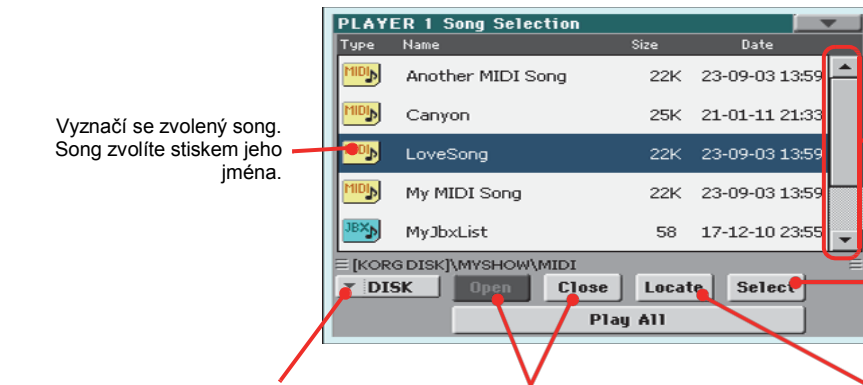 PLAYER 1 Song Selection
Type Name Size Date
MIDI Another MIDI Song 22K 23-09-03 13:59
MIDI Canyon 25K 21-01-11 21:33
Vyznačí se zvolený song.
Song zvolíte stiskem jeho
jména.
MIDI LoveSong 22K 23-09-03 13:59
MIDI My MIDI Song 22K 23-09-03 13:59
JBX MyJbxList 58 17-12-10 23:55
[KORG DISK]\MYSHOW\MIDI
DISK Open Close Locate Select
Play All